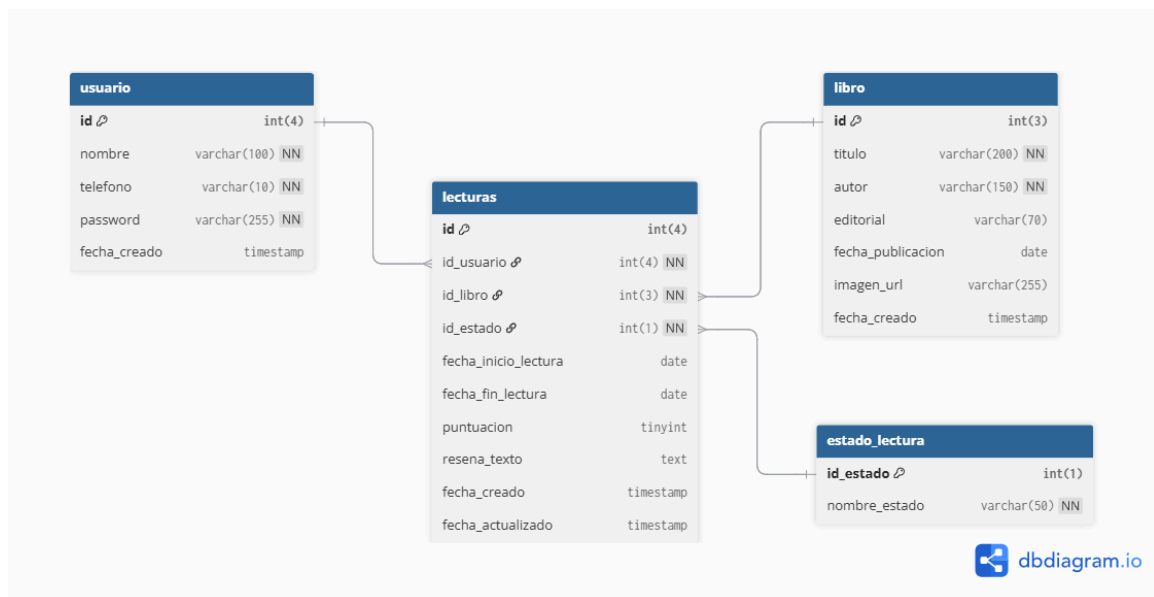 usuario
id int(4)
nombre varchar(100) NN
telefono varchar(10) NN
password varchar(255) NN
fecha_creado timestamp
lecturas
id int(4)
id_usuario int(4) NN
id_libro int(3) NN
id_estado int(1) NN
fecha_inicio_lectura date
fecha_fin_lectura date
puntuacion tinyint
resena_texto text
fecha_creado timestamp
fecha_actualizado timestamp
libro
id int(3)
titulo varchar(200) NN
autor varchar(150) NN
editorial varchar(70)
fecha_publicacion date
imagen_url varchar(255)
fecha_creado timestamp
estado_lectura
id_estado int(1)
nombre_estado varchar(50) NN
dbdiagram.io